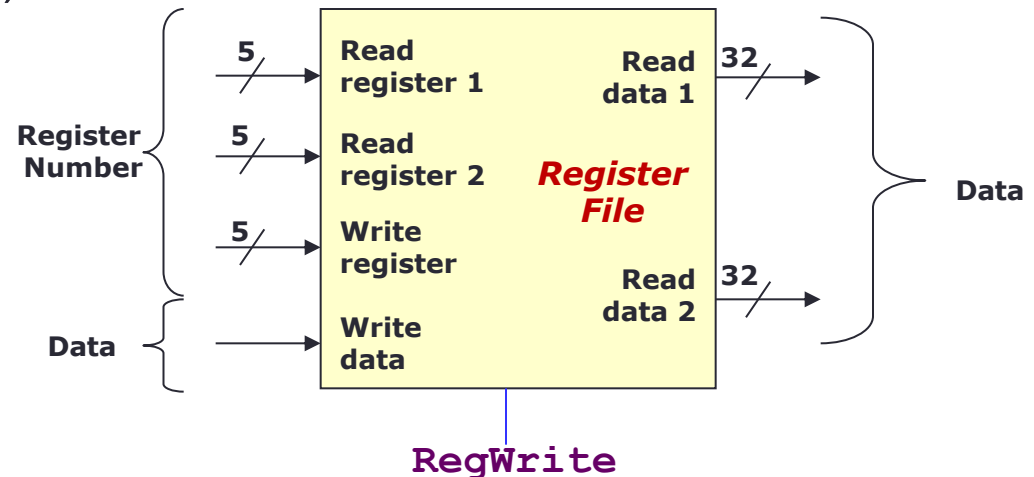 )
5
Read
register 1
Read
data 1
32
Register
Number
5
Read
register 2
Register
File
Data
5
Write
register
Read
data 2
32
Data
Write
data
RegWrite